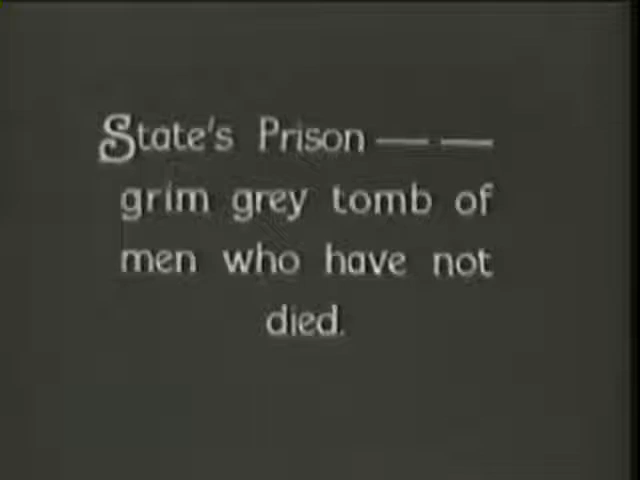 State's Prison — —
grim grey tomb of
men who have not
died.